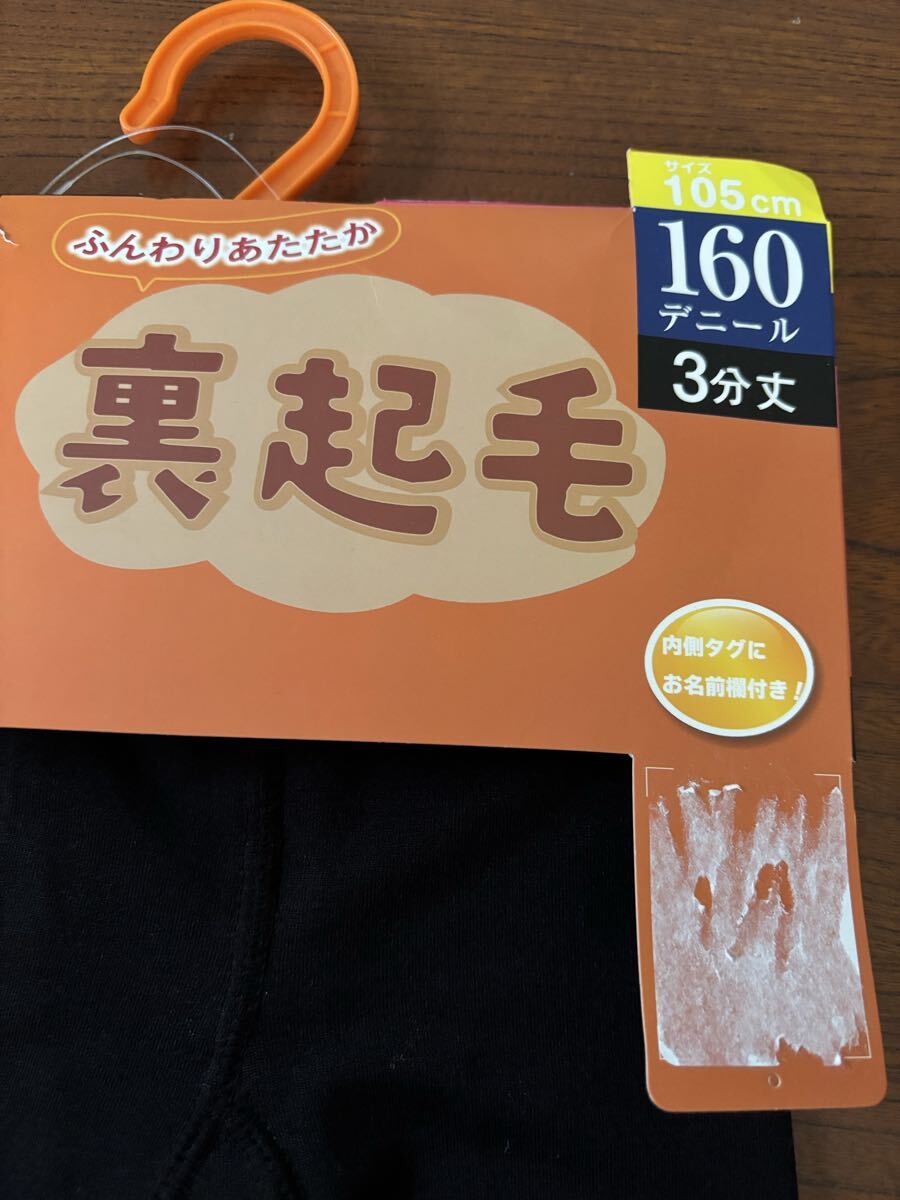 サイズ
105cm
160
デニール
3分丈
ふんわりあたたか
裏起毛
内側タグに
お名前欄付き!